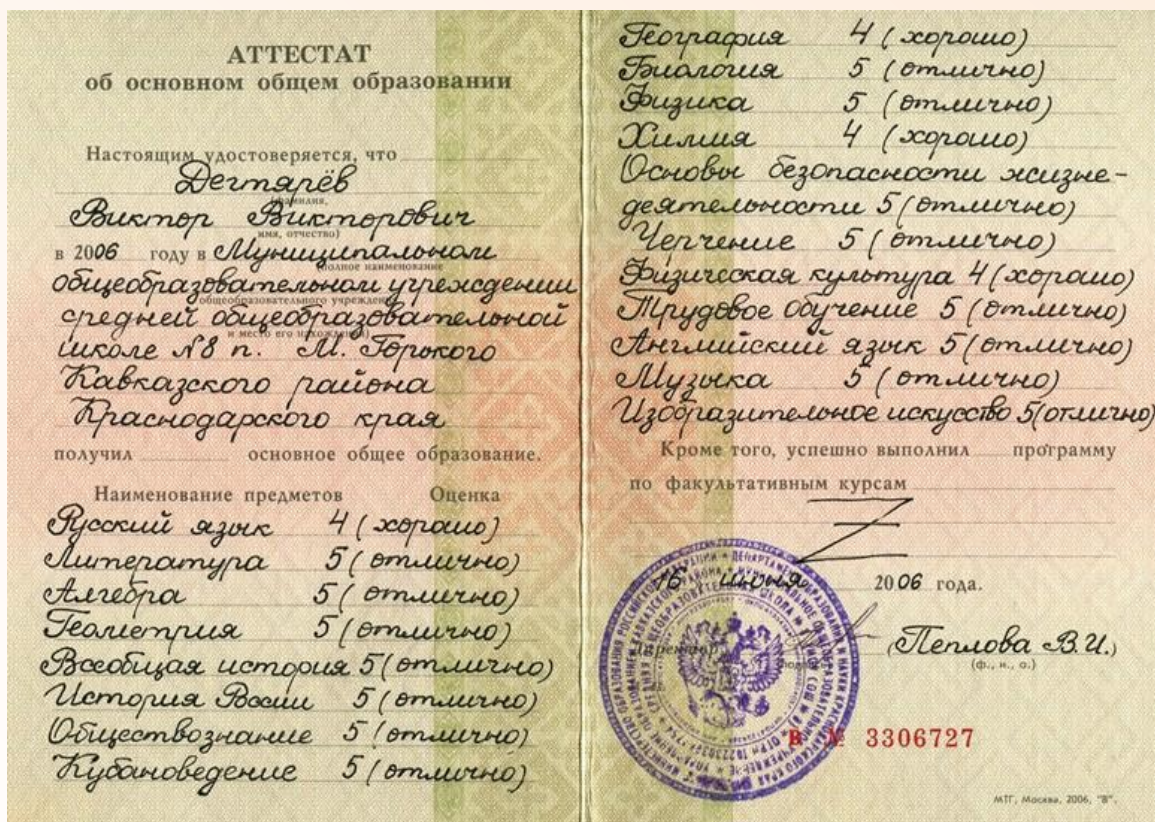 АТТЕСТАТ
об основном общем образовании
Настоящим удостоверяется, что
Дегтярёв
(фамилия,
Виктор Викторович
имя, отчество)
в 2006 году в Муниципальном
(полное наименование
общеобразовательном учреждении
общеобразовательного учреждения
средней общеобразовательной
и место его нахождения)
школе №8 п. М. Горького
Кавказского района
Краснодарского края
получил основное общее образование.
Наименование предметов Оценка
Русский язык 4 (хорошо)
Литература 5 (отлично)
Алгебра 5 (отлично)
Геометрия 5 (отлично)
Всеобщая история 5 (отлично)
История России 5 (отлично)
Обществознание 5 (отлично)
Кубановедение 5 (отлично)
География 4 (хорошо)
Биология 5 (отлично)
Физика 5 (отлично)
Химия 4 (хорошо)
Основы безопасности жизне-
деятельности 5 (отлично)
Черчение 5 (отлично)
Физическая культура 4 (хорошо)
Трудовое обучение 5 (отлично)
Английский язык 5 (отлично)
Музыка 5 (отлично)
Изобразительное искусство 5 (отлично)
Кроме того, успешно выполнил программу
по факультативным курсам
16 июня 2006 года.
Директор (Теплова В.И.)
(ф., и., о.)
В № 3306727
МТГ, Москва, 2006, "В".